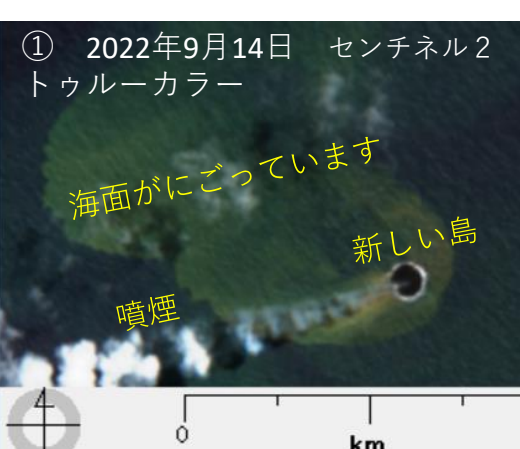 ① 2022年9月14日 センチネル２
トゥルーカラー
海面がにごっています
新しい島
噴煙
4
0
km